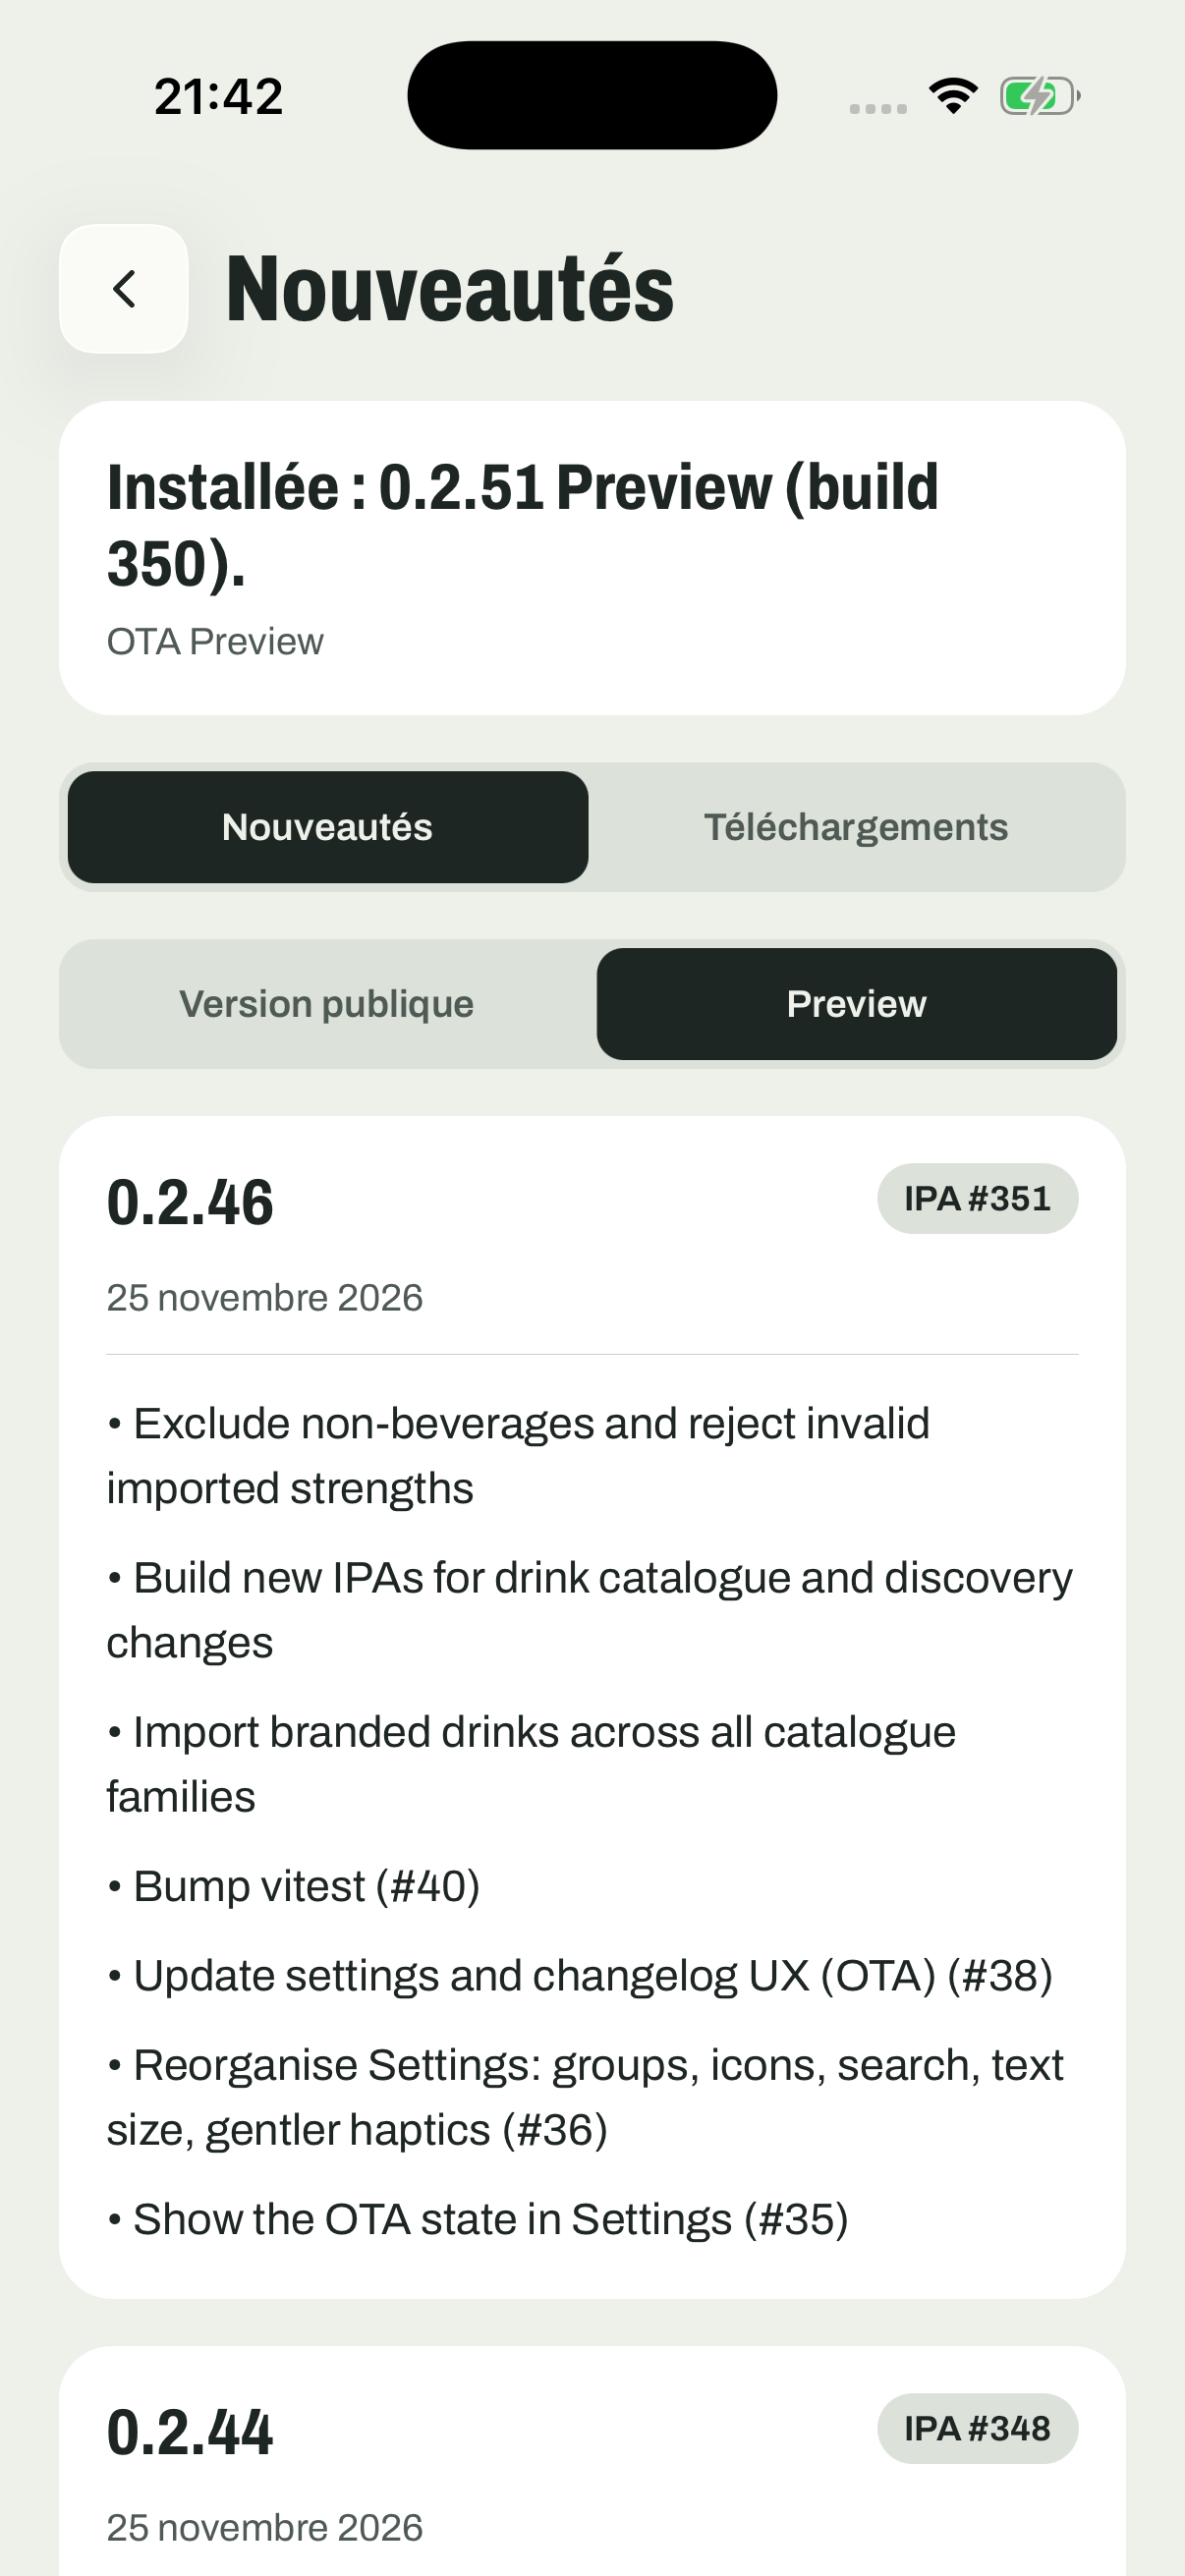 21:42
Nouveautés
Installée : 0.2.51 Preview (build
350).
OTA Preview
Nouveautés
Téléchargements
Version publique
Preview
0.2.46
IPA #351
25 novembre 2026
• Exclude non-beverages and reject invalid
imported strengths
• Build new IPAs for drink catalogue and discovery
changes
• Import branded drinks across all catalogue
families
• Bump vitest (#40)
• Update settings and changelog UX (OTA) (#38)
• Reorganise Settings: groups, icons, search, text
size, gentler haptics (#36)
• Show the OTA state in Settings (#35)
0.2.44
IPA #348
25 novembre 2026